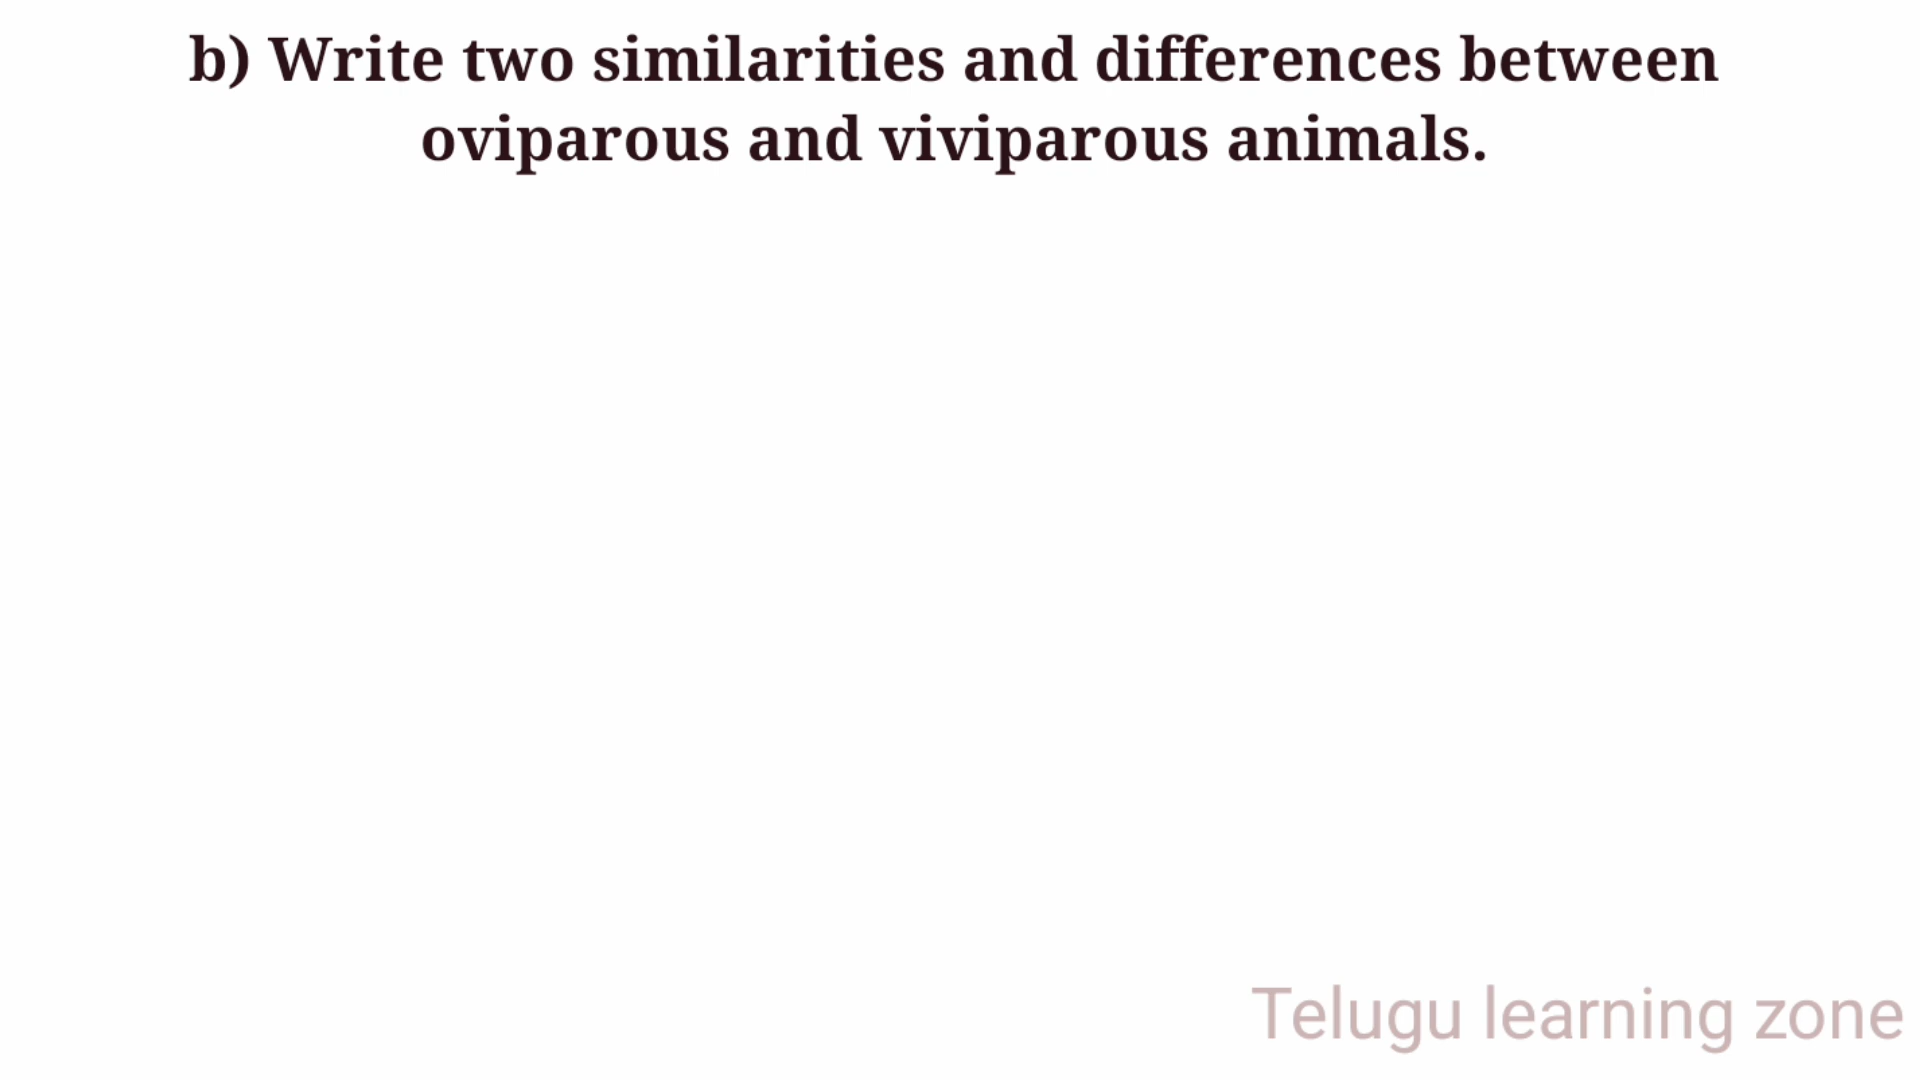 b) Write two similarities and differences between
oviparous and viviparous animals.
Telugu learning zone